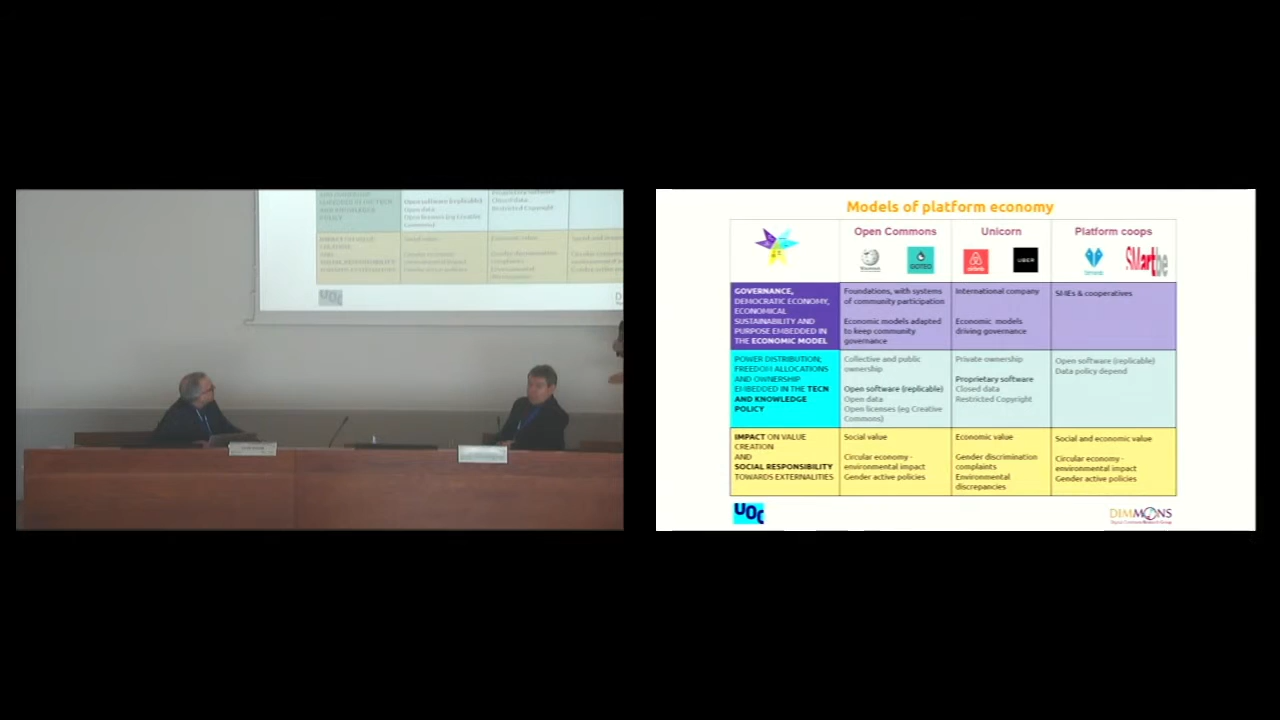 Models of platform economy
Open Commons
Unicorn
Platform coops
GOTEO
airbnb
UBER
SMartbe
GOVERNANCE,
DEMOCRATIC ECONOMY,
ECONOMICAL
SUSTAINABILITY AND
PURPOSE EMBEDDED IN
THE ECONOMIC MODEL
Foundations, with systems
of community participation
Economic models adapted
to keep community
governance
International company
Economic models
driving governance
SMEs & cooperatives
POWER DISTRIBUTION;
FREEDOM ALLOCATIONS
AND OWNERSHIP
EMBEDDED IN THE TECN
AND KNOWLEDGE
POLICY
Collective and public
ownership
Open software (replicable)
Open data
Open licenses (eg Creative
Commons)
Private ownership
Proprietary software
Closed data
Restricted Copyright
Open software (replicable)
Data policy depend
IMPACT ON VALUE
CREATION
AND
SOCIAL RESPONSIBILITY
TOWARDS EXTERNALITIES
Social value
Circular economy -
environmental impact
Gender active policies
Economic value
Gender discrimination
complaints
Environmental
discrepancies
Social and economic value
Circular economy -
environmental impact
Gender active policies
UOC
DIMMONS